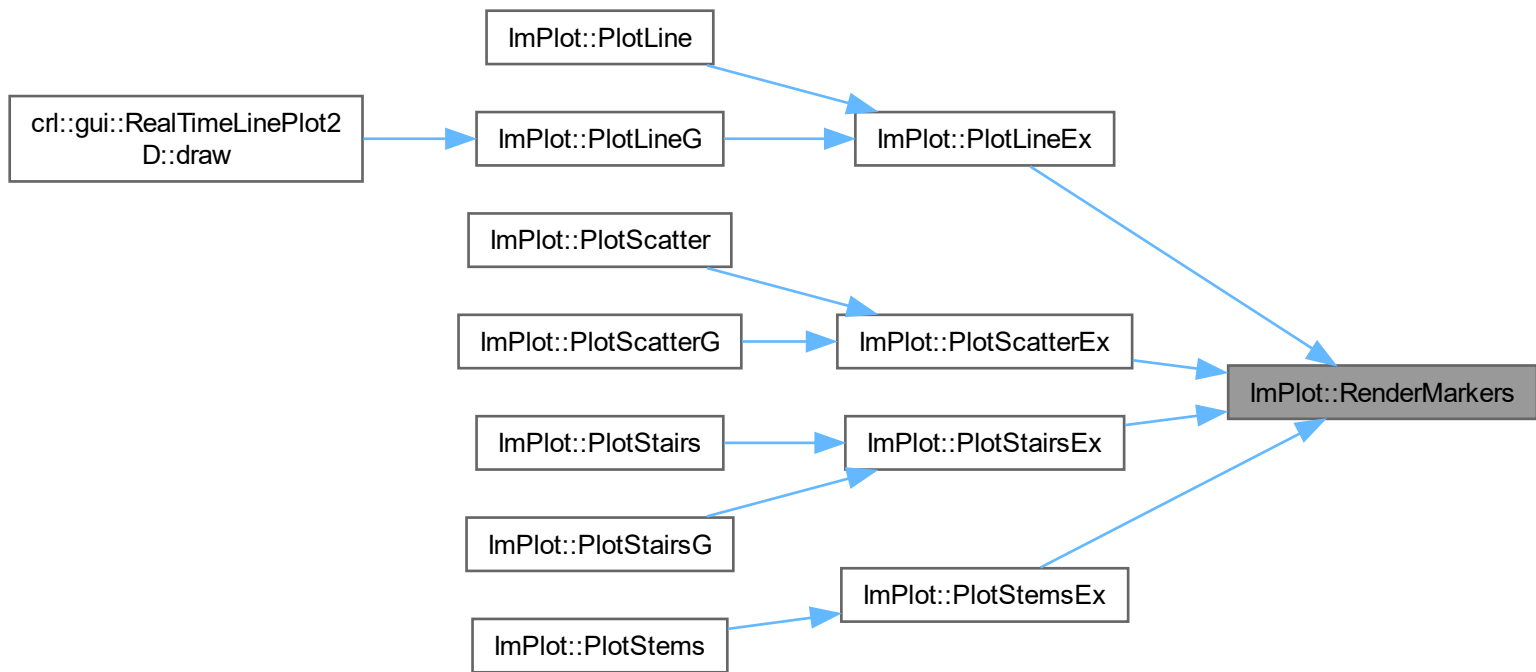 ImPlot::PlotLine
crl::gui::RealTimeLinePlot2
D::draw
ImPlot::PlotLineG
ImPlot::PlotLineEx
ImPlot::PlotScatter
ImPlot::PlotScatterG
ImPlot::PlotScatterEx
ImPlot::RenderMarkers
ImPlot::PlotStairs
ImPlot::PlotStairsEx
ImPlot::PlotStairsG
ImPlot::PlotStemsEx
ImPlot::PlotStems